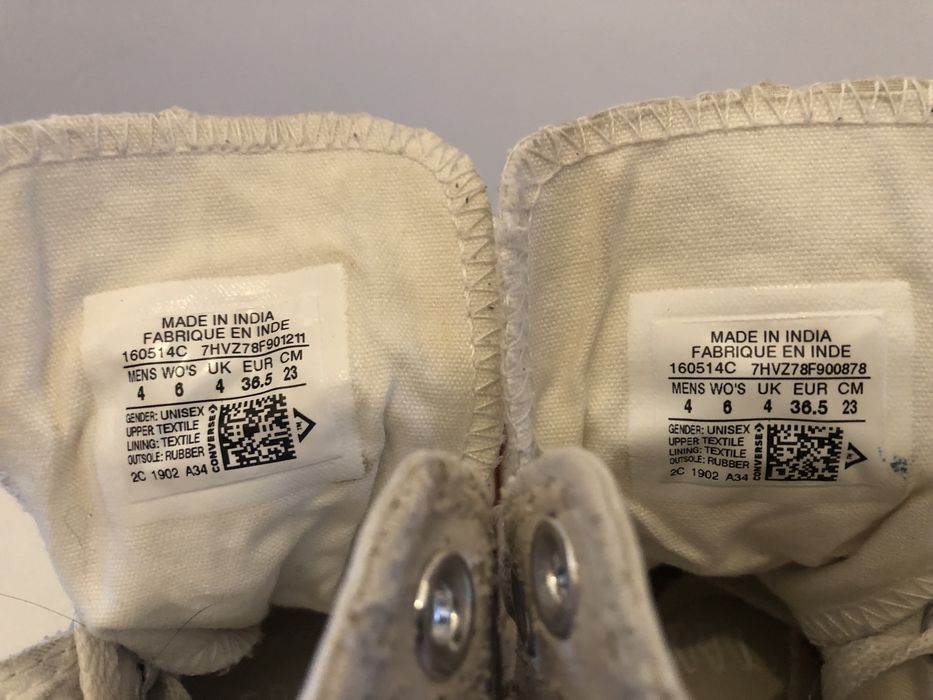 MADE IN INDIA
FABRIQUE EN INDE
160514C 7HVZ78F901211
MENS WO'S UK EUR CM
4 6 4 36.5 23
GENDER: UNISEX
UPPER TEXTILE
LINING: TEXTILE
OUTSOLE: RUBBER
CONVERSE
TM
2C 1902 A34
MADE IN INDIA
FABRIQUE EN INDE
160514C 7HVZ78F900878
MENS WO'S UK EUR CM
4 6 4 36.5 23
GENDER: UNISEX
UPPER TEXTILE
LINING: TEXTILE
OUTSOLE: RUBBER
CONVERSE
TM
2C 1902 A34